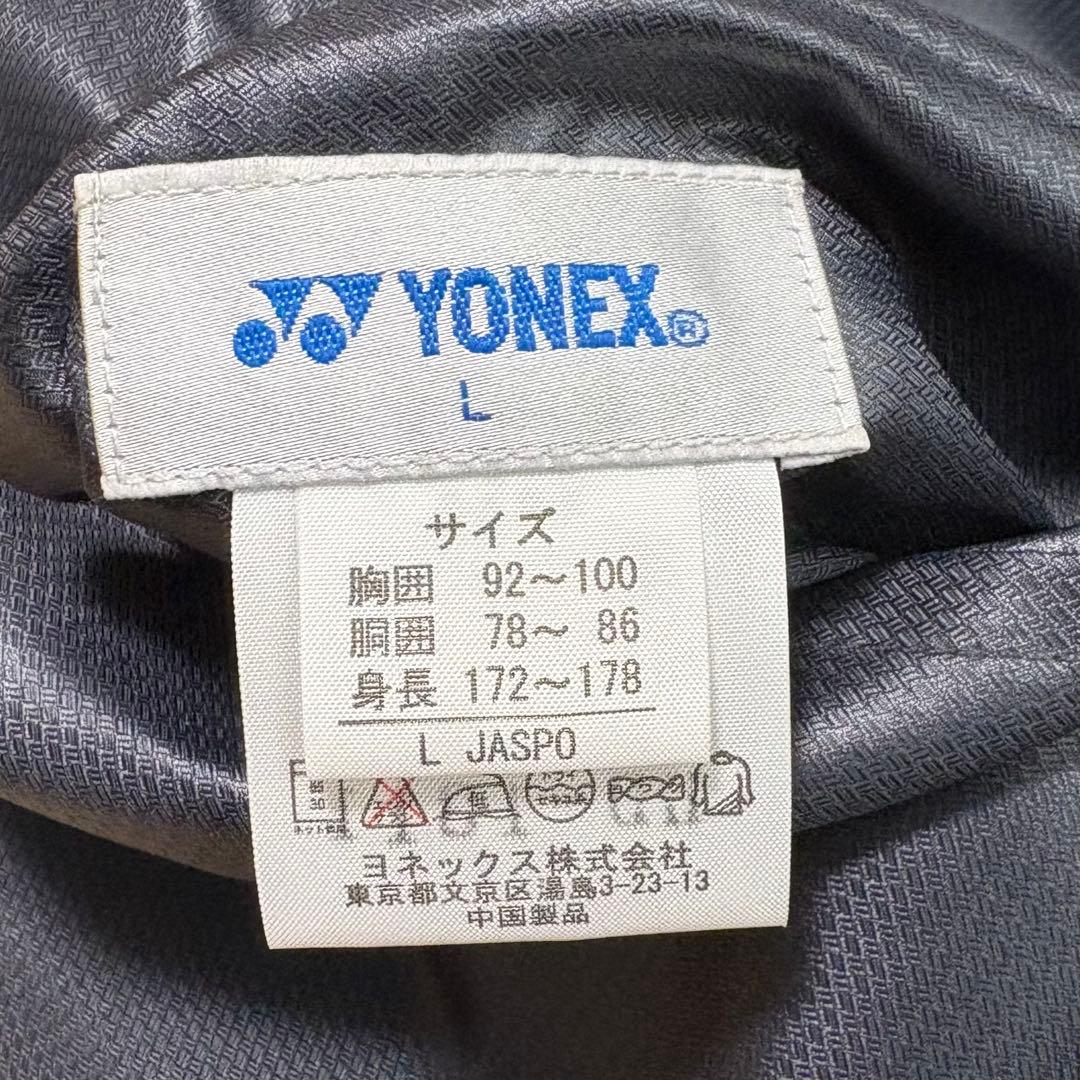 YONEX®
L
サイズ
胸囲 92～100
胴囲 78～ 86
身長 172～178
L JASPO
ヨネックス株式会社
東京都文京区湯島3-23-13
中国製品